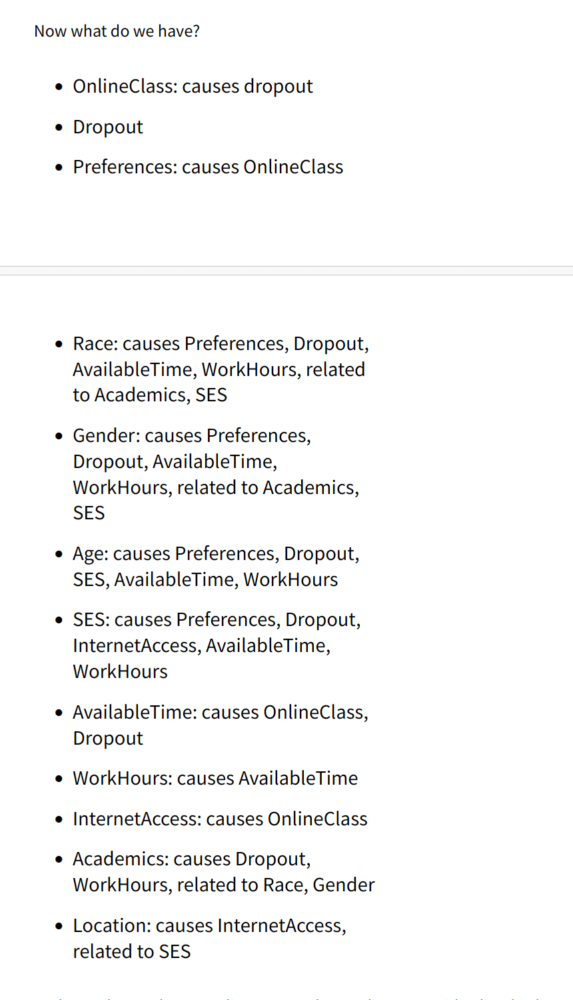 Now what do we have?
• OnlineClass: causes dropout
• Dropout
• Preferences: causes OnlineClass
• Race: causes Preferences, Dropout,
AvailableTime, WorkHours, related
to Academics, SES
• Gender: causes Preferences,
Dropout, AvailableTime,
WorkHours, related to Academics,
SES
• Age: causes Preferences, Dropout,
SES, AvailableTime, WorkHours
• SES: causes Preferences, Dropout,
InternetAccess, AvailableTime,
WorkHours
• AvailableTime: causes OnlineClass,
Dropout
• WorkHours: causes AvailableTime
• InternetAccess: causes OnlineClass
• Academics: causes Dropout,
WorkHours, related to Race, Gender
• Location: causes InternetAccess,
related to SES